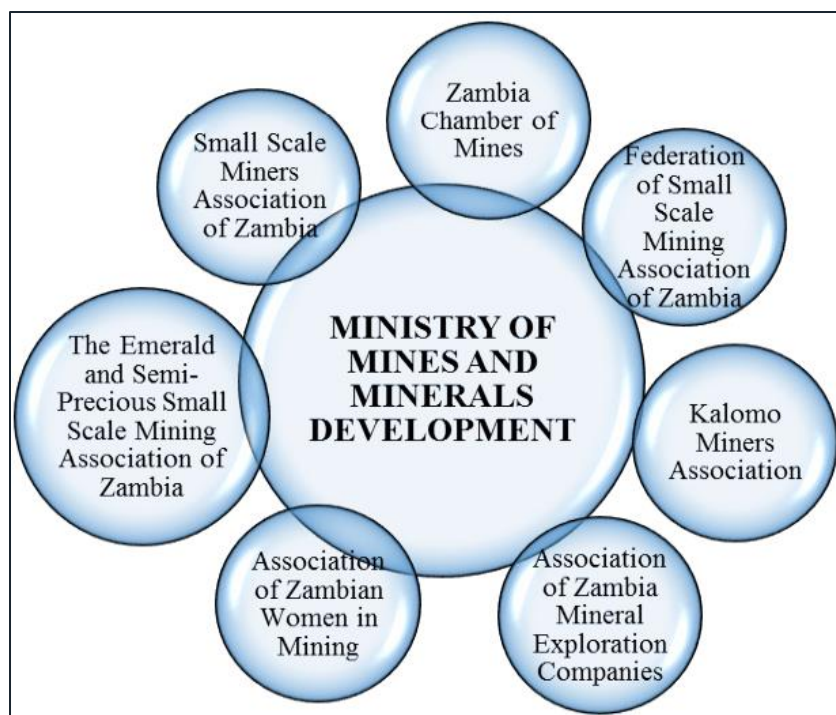 Zambia
Chamber of
Mines
Small Scale
Miners
Association
of Zambia
Federation
of Small
Scale
Mining
Association
of Zambia
MINISTRY OF
MINES AND
MINERALS
DEVELOPMENT
The Emerald
and Semi-
Precious Small
Scale Mining
Association of
Zambia
Kalomo
Miners
Association
Association
of Zambian
Women in
Mining
Association
of Zambia
Mineral
Exploration
Companies